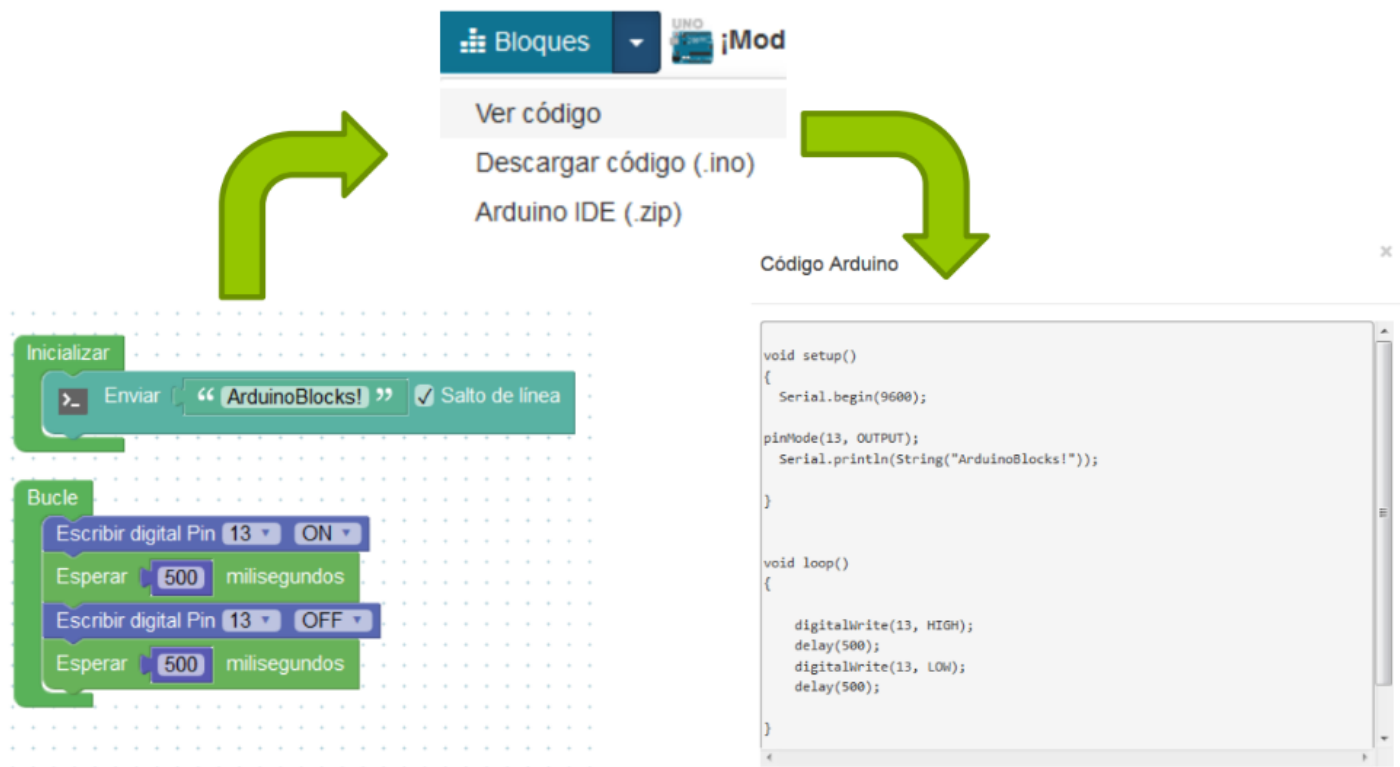 Bloques
UNO
¡Mod
Ver código
Descargar código (.ino)
Arduino IDE (.zip)
Inicializar
>_ Enviar “ ArduinoBlocks! ” ✓ Salto de línea
Bucle
Escribir digital Pin 13 ON
Esperar 500 milisegundos
Escribir digital Pin 13 OFF
Esperar 500 milisegundos
Código Arduino ×
void setup()
{
Serial.begin(9600);
pinMode(13, OUTPUT);
Serial.println(String("ArduinoBlocks!"));
}
void loop()
{
digitalWrite(13, HIGH);
delay(500);
digitalWrite(13, LOW);
delay(500);
}